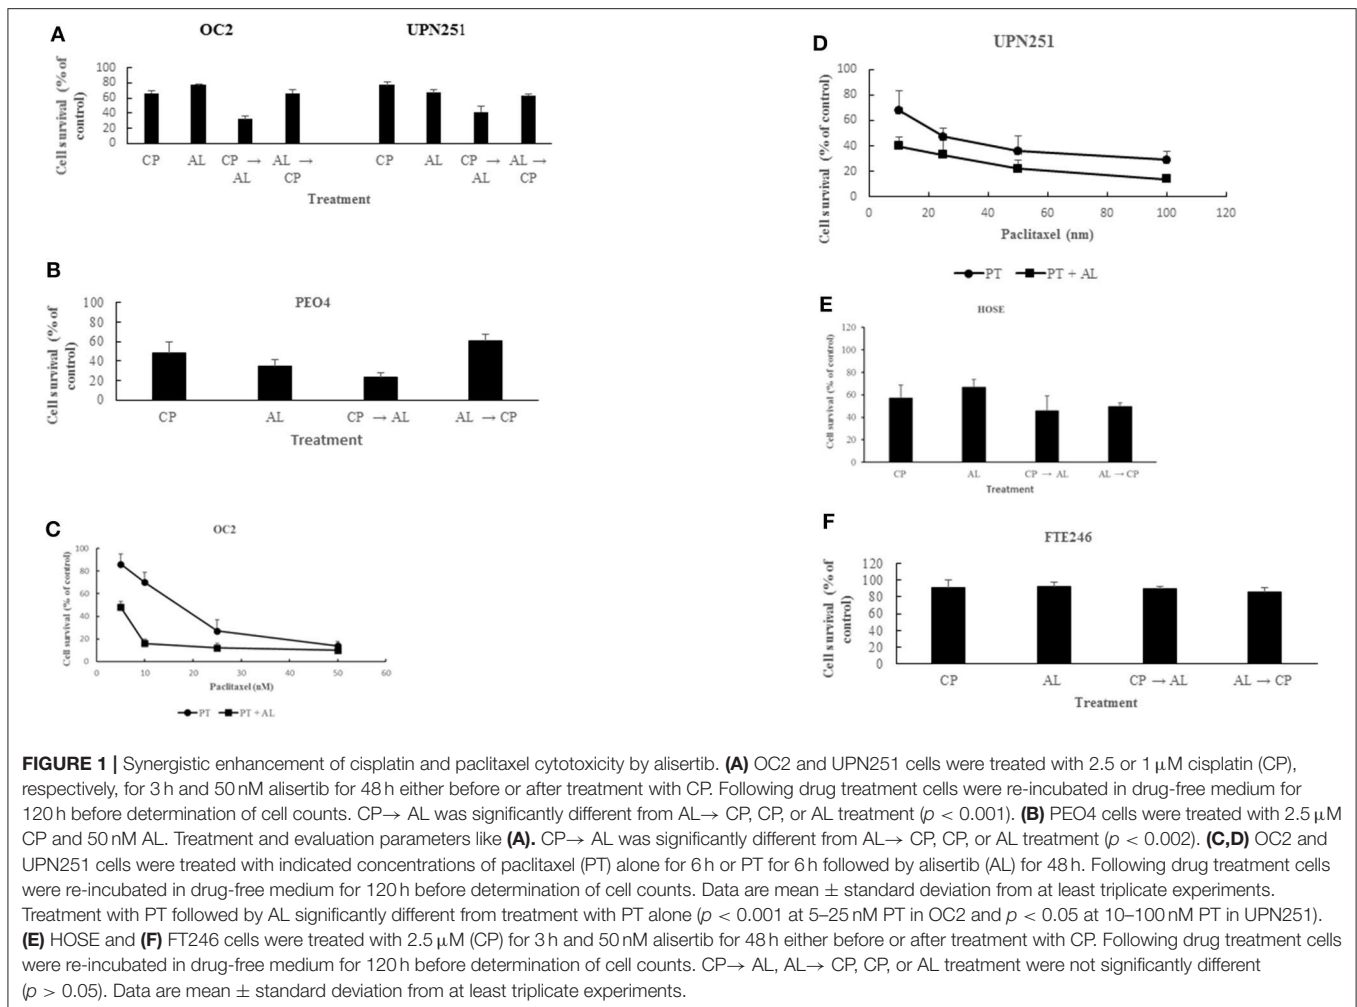 A
OC2 UPN251
Cell survival (% of control)
100
80
60
40
20
0
CP AL CP → AL AL → CP CP AL CP → AL AL → CP
Treatment
B
PEO4
Cell survival (% of control)
100
80
60
40
20
0
CP AL CP → AL AL → CP
Treatment
C
OC2
Cell survival (% of control)
100
80
60
40
20
0
0 10 20 30 40 50 60
Paclitaxel (nM)
PT PT + AL
D
UPN251
Cell survival (% of control)
100
80
60
40
20
0
0 20 40 60 80 100 120
Paclitaxel (nm)
PT PT + AL
E
HOSE
Cell survival (% of control)
120
100
80
60
40
20
0
CP AL CP → AL AL → CP
Treatment
F
FTE246
Cell survival (% of control)
120
100
80
60
40
20
0
CP AL CP → AL AL → CP
Treatment
FIGURE 1 | Synergistic enhancement of cisplatin and paclitaxel cytotoxicity by alisertib. (A) OC2 and UPN251 cells were treated with 2.5 or 1 μM cisplatin (CP),
respectively, for 3 h and 50 nM alisertib for 48 h either before or after treatment with CP. Following drug treatment cells were re-incubated in drug-free medium for
120 h before determination of cell counts. CP→ AL was significantly different from AL→ CP, CP, or AL treatment (p < 0.001). (B) PEO4 cells were treated with 2.5 μM
CP and 50 nM AL. Treatment and evaluation parameters like (A). CP→ AL was significantly different from AL→ CP, CP, or AL treatment (p < 0.002). (C,D) OC2 and
UPN251 cells were treated with indicated concentrations of paclitaxel (PT) alone for 6 h or PT for 6 h followed by alisertib (AL) for 48 h. Following drug treatment cells
were re-incubated in drug-free medium for 120 h before determination of cell counts. Data are mean ± standard deviation from at least triplicate experiments.
Treatment with PT followed by AL significantly different from treatment with PT alone (p < 0.001 at 5–25 nM PT in OC2 and p < 0.05 at 10–100 nM PT in UPN251).
(E) HOSE and (F) FT246 cells were treated with 2.5 μM (CP) for 3 h and 50 nM alisertib for 48 h either before or after treatment with CP. Following drug treatment cells
were re-incubated in drug-free medium for 120 h before determination of cell counts. CP→ AL, AL→ CP, CP, or AL treatment were not significantly different
(p > 0.05). Data are mean ± standard deviation from at least triplicate experiments.